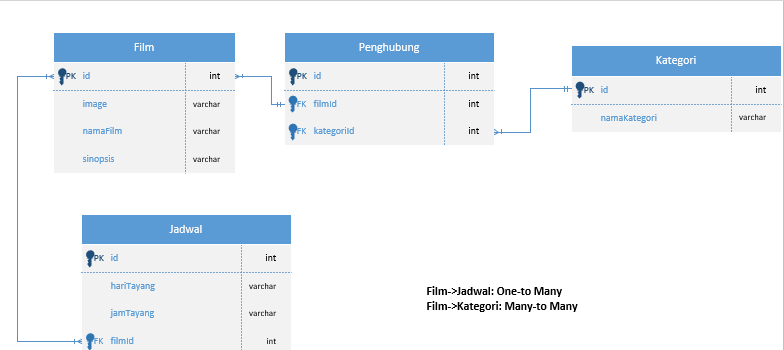 Film
PK id int
image varchar
namaFilm varchar
sinopsis varchar
Penghubung
PK id int
FK filmId int
FK kategoriId int
Kategori
PK id int
namaKategori varchar
Jadwal
PK id int
hariTayang varchar
jamTayang varchar
FK filmId int
Film->Jadwal: One-to Many
Film->Kategori: Many-to Many